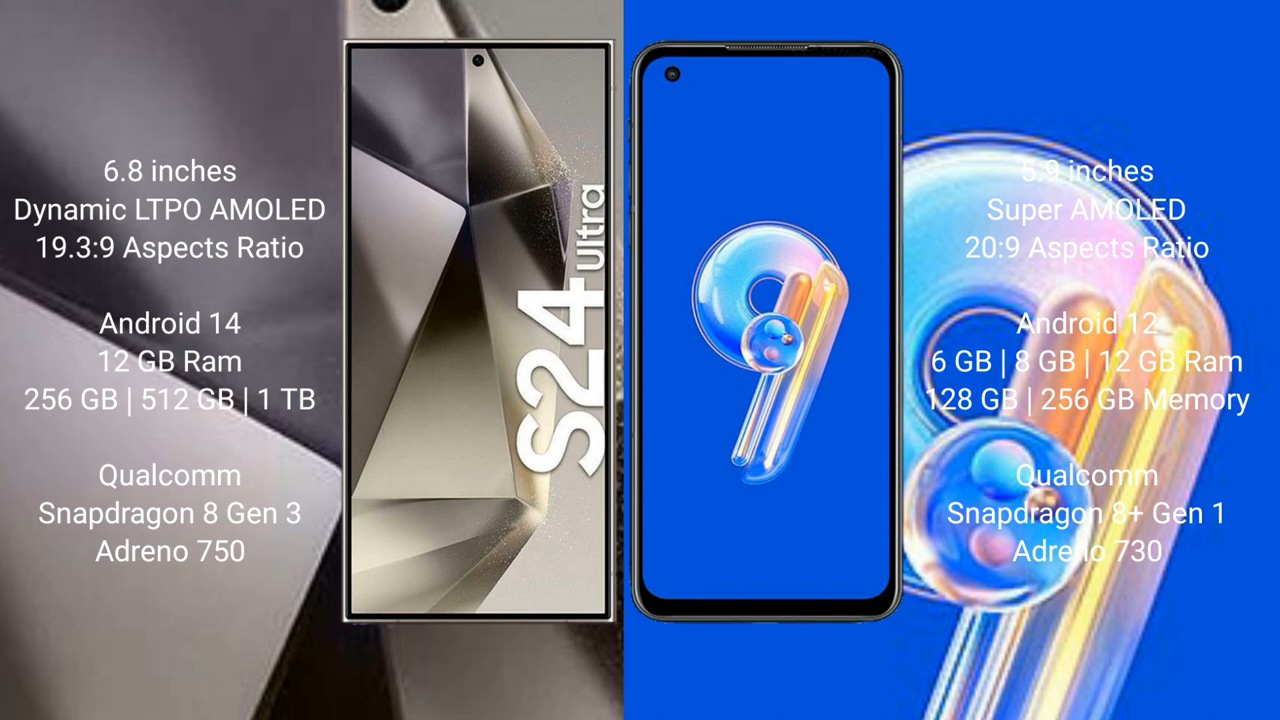 6.8 inches
Dynamic LTPO AMOLED
19.3:9 Aspects Ratio
Android 14
12 GB Ram
256 GB | 512 GB | 1 TB
Qualcomm
Snapdragon 8 Gen 3
Adreno 750
S24 ultra
5.9 inches
Super AMOLED
20:9 Aspects Ratio
Android 12
6 GB | 8 GB | 12 GB Ram
128 GB | 256 GB Memory
Qualcomm
Snapdragon 8+ Gen 1
Adreno 730